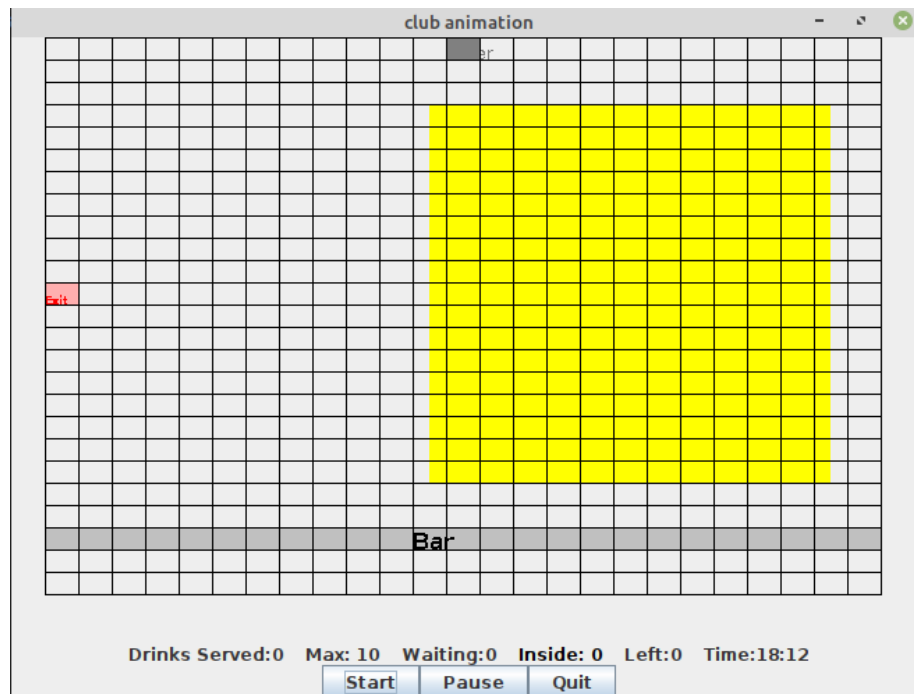 club animation
Exit
Bar
Drinks Served:0 Max: 10 Waiting:0 Inside: 0 Left:0 Time:18:12
Start Pause Quit